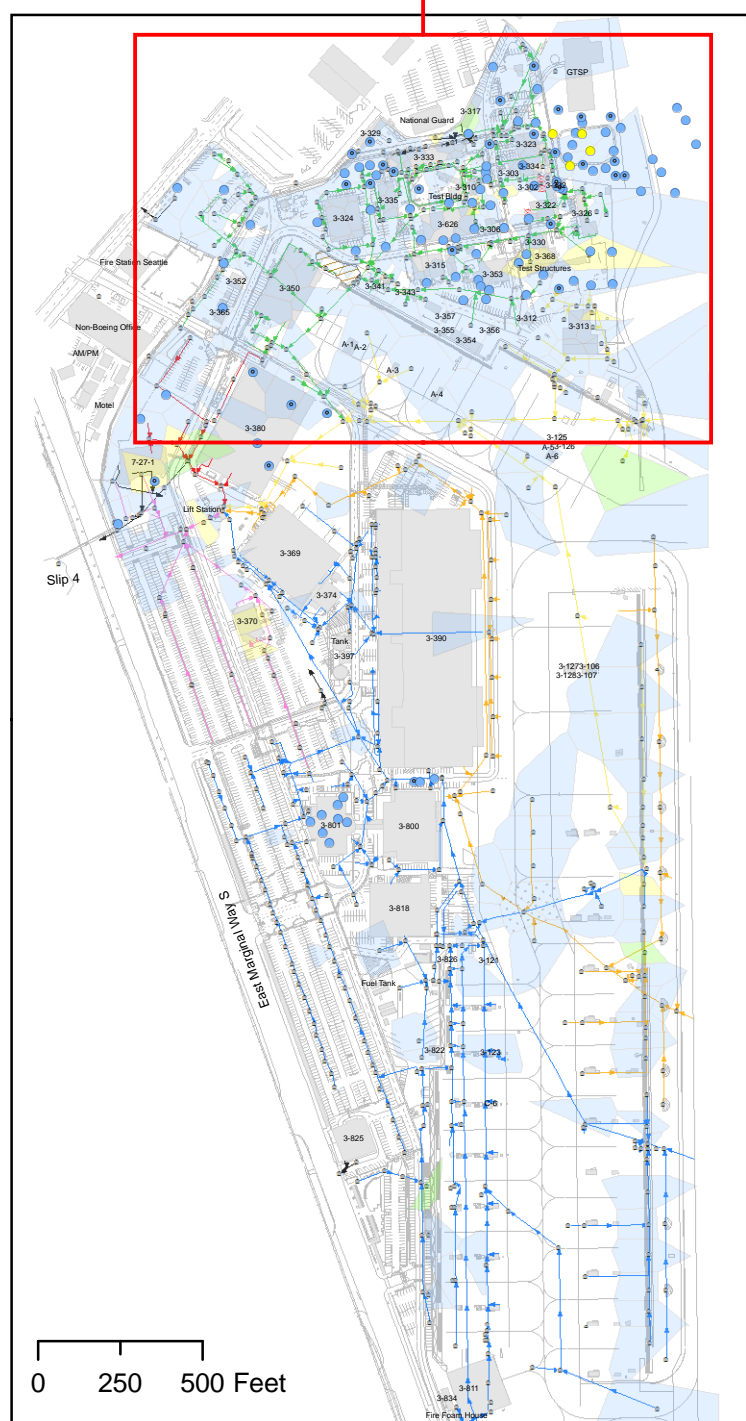 GTSP
3-317
National Guard
3-329
3-323
3-333
3-334
3-303
3-310
3-302
Test Bldg
3-335
3-322
3-326
3-324
3-626
3-306
3-330
3-368
Fire Station Seattle
3-315
Test Structures
3-353
3-352
3-350
3-341
3-343
3-365
3-357
3-312
3-313
3-355
3-356
3-354
Non-Boeing Office
A-1
A-2
AM/PM
A-3
A-4
Motel
3-380
3-125
3-126
A-5
A-6
7-27-1
Lift Station
3-369
Slip 4
3-374
3-370
Tank
3-390
3-397
3-1273-106
3-1283-107
3-801
3-800
3-818
East Marginal Way S
3-826
3-121
Fuel Tank
3-822
3-123
C-6
3-825
0 250 500 Feet
3-811
3-834
Fire Foam House